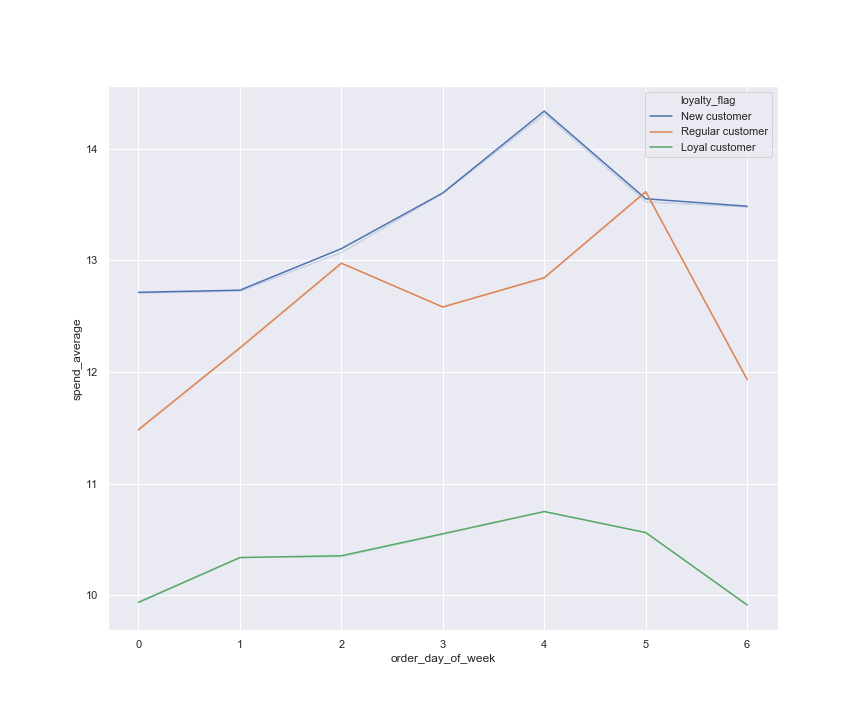 loyalty_flag
New customer
Regular customer
Loyal customer
14
13
12
11
10
spend_average
0 1 2 3 4 5 6
order_day_of_week